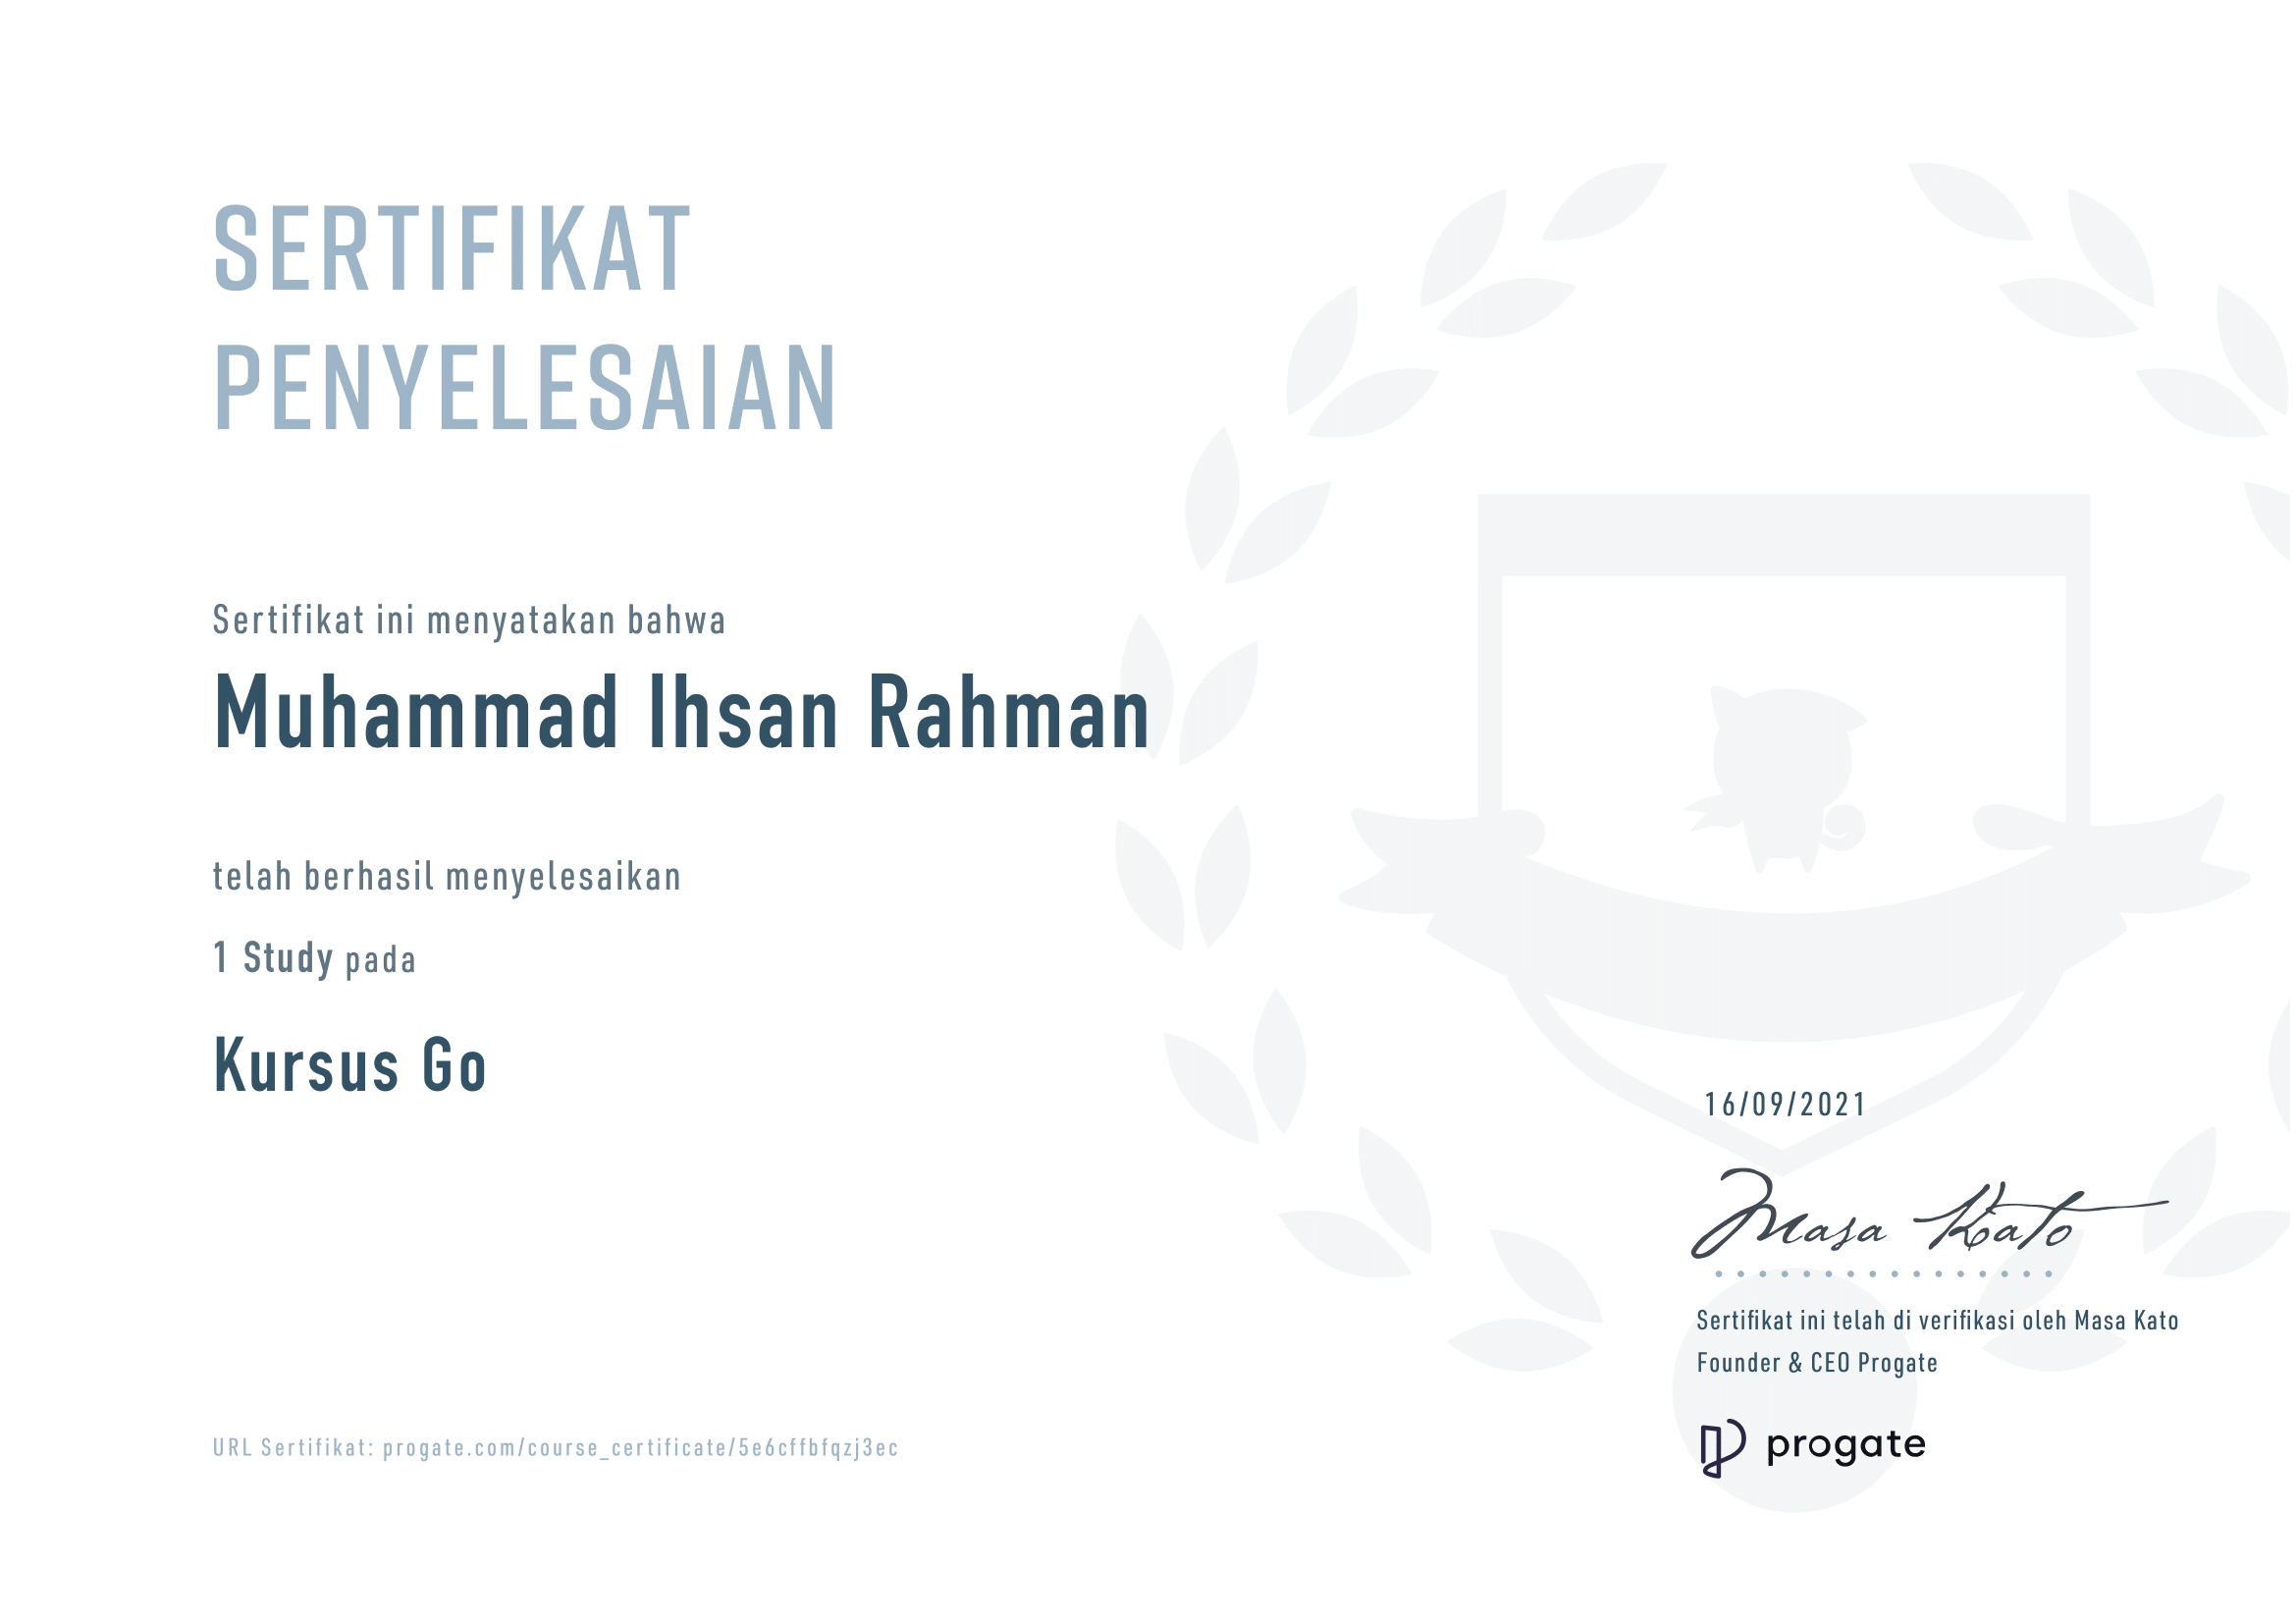 SERTIFIKAT
PENYELESAIAN
Sertifikat ini menyatakan bahwa
Muhammad Ihsan Rahman
telah berhasil menyelesaikan
1 Study pada
Kursus Go
16/09/2021
Masa Kato
Sertifikat ini telah di verifikasi oleh Masa Kato
Founder & CEO Progate
URL Sertifikat: progate.com/course_certificate/5e6cffbfqzj3ec
progate